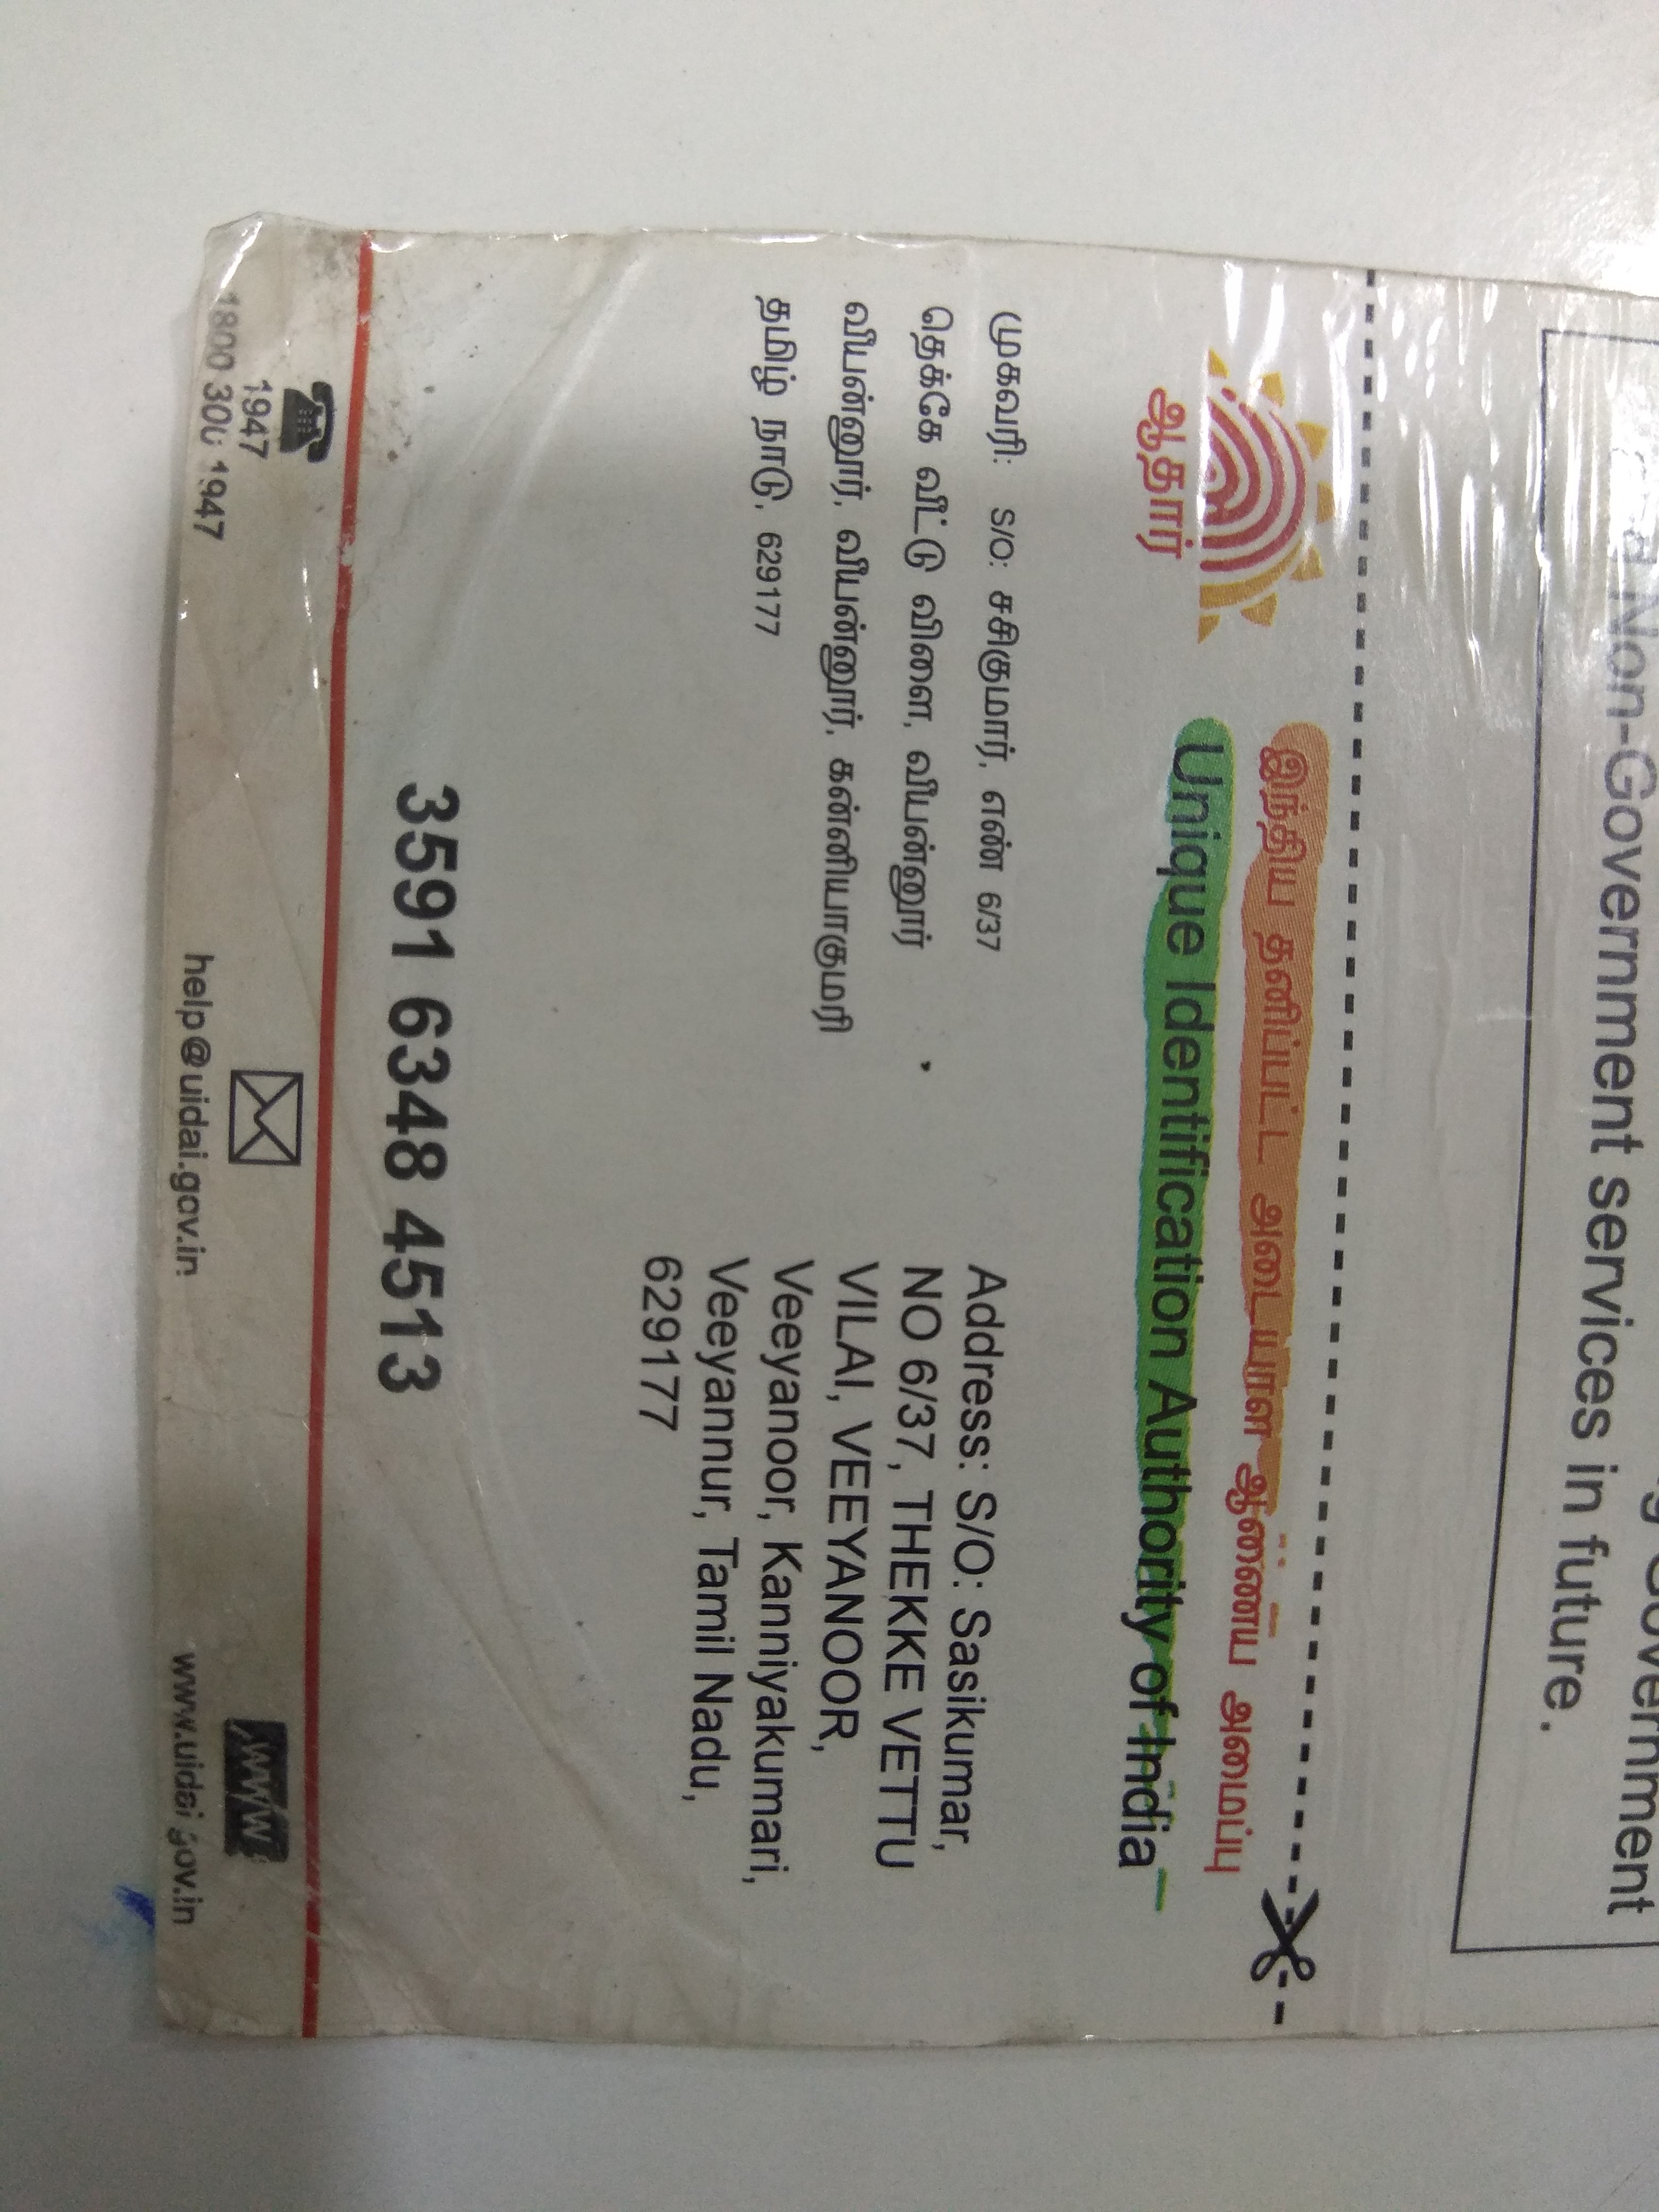 Non-Government services in future.
இந்திய தனிப்பட்ட அடையாள ஆணைய அமைப்பு
Unique Identification Authority of India
ஆதார்
முகவரி: S/O: சசிகுமார், எண் 6/37
தெக்கே வீட்டு விளை, வீயன்னூர்
வீயன்னூர், வீயன்னூர், கன்னியாகுமரி
தமிழ் நாடு, 629177
Address: S/O: Sasikumar,
NO 6/37, THEKKE VETTU
VILAI, VEEYANOOR,
Veeyanoor, Kanniyakumari,
Veeyannur, Tamil Nadu,
629177
3591 6348 4513
1947
1800 300 1947
help@uidai.gov.in
www
www.uidai.gov.in